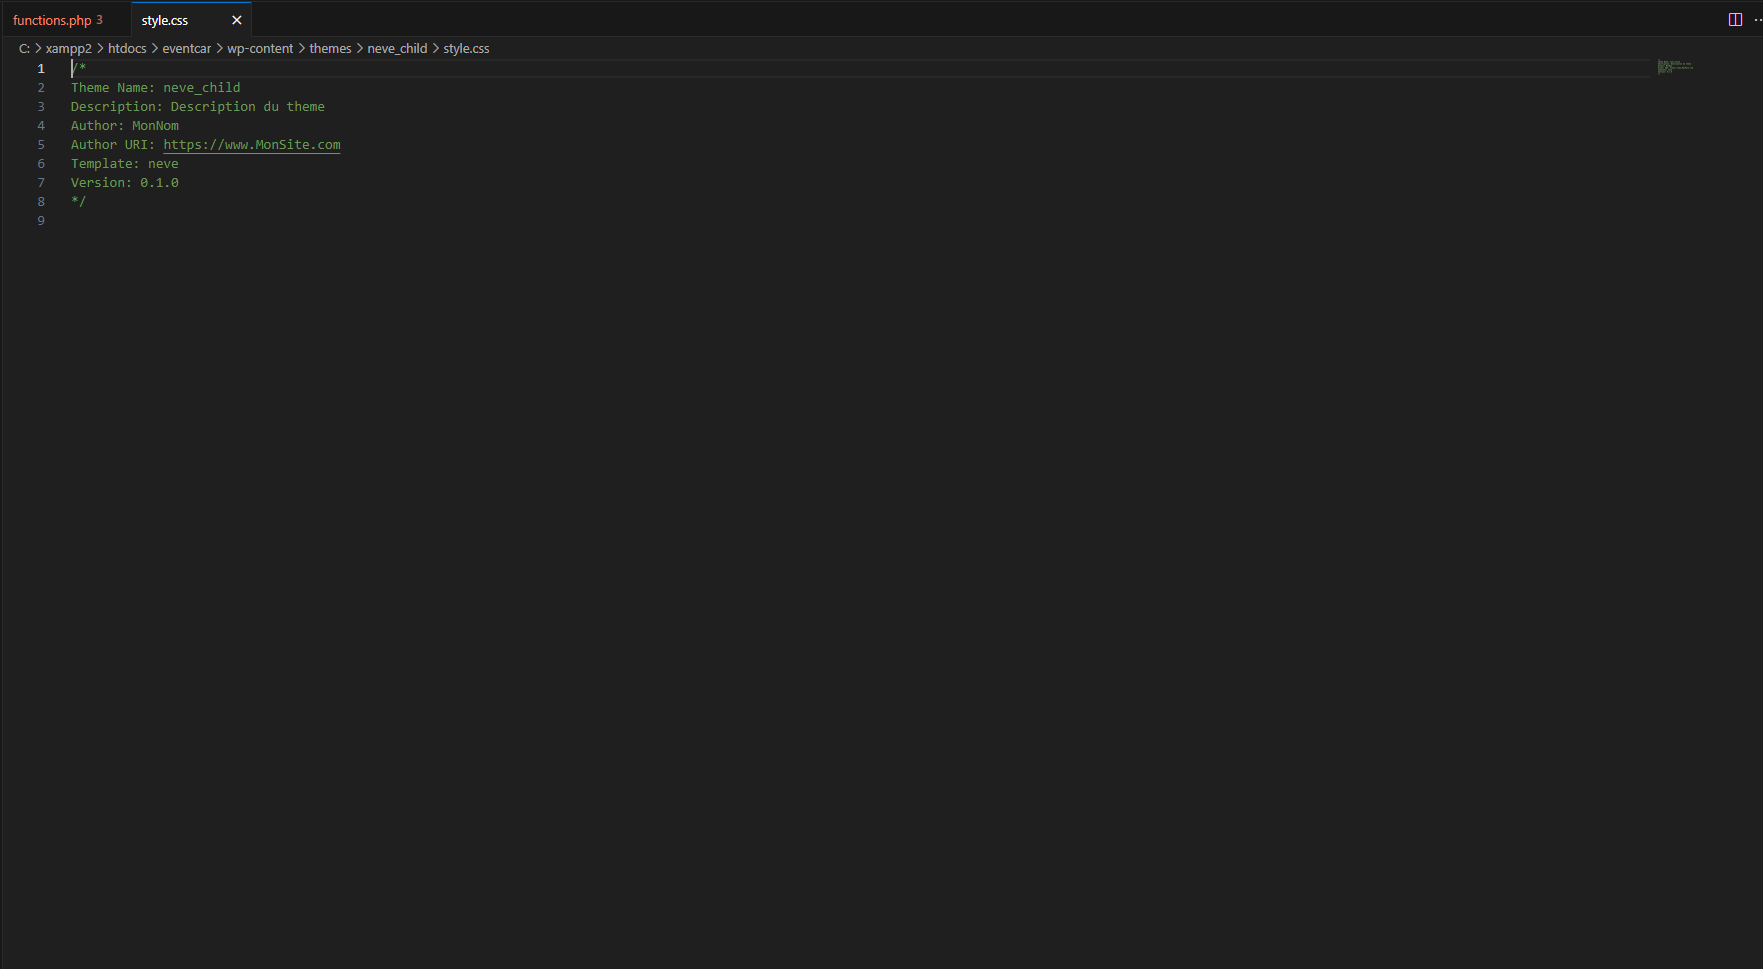 functions.php 3
style.css
C: > xampp2 > htdocs > eventcar > wp-content > themes > neve_child > style.css
1 /*
2 Theme Name: neve_child
3 Description: Description du theme
4 Author: MonNom
5 Author URI: https://www.MonSite.com
6 Template: neve
7 Version: 0.1.0
8 */
9